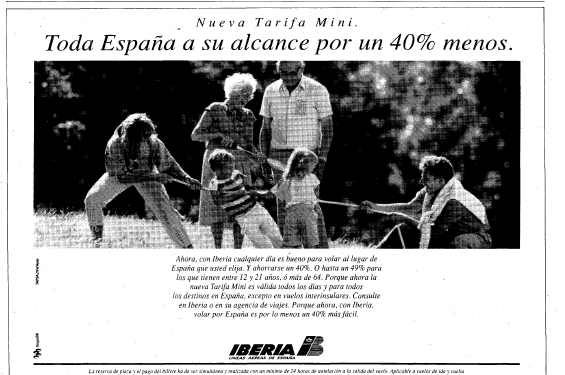 Nueva Tarifa Mini.
Toda España a su alcance por un 40% menos.
Ahora, con Iberia cualquier día es bueno para volar al lugar de
España que usted elija. Y ahorrarse un 40%. O hasta un 49% para
los que tienen entre 12 y 21 años, ó más de 64. Porque ahora la
nueva Tarifa Mini es válida todos los días y para todos
los destinos en España, excepto en vuelos interinsulares. Consulte
en Iberia o en su agencia de viajes. Porque ahora, con Iberia,
volar por España es por lo menos un 40% más fácil.
IBERIA
LINEAS AEREAS DE ESPAÑA
La reserva de plaza y el pago del billete ha de ser simultánea y realizada con un mínimo de 24 horas de antelación a la salida del vuelo. Aplicable a vuelos de ida y vuelta